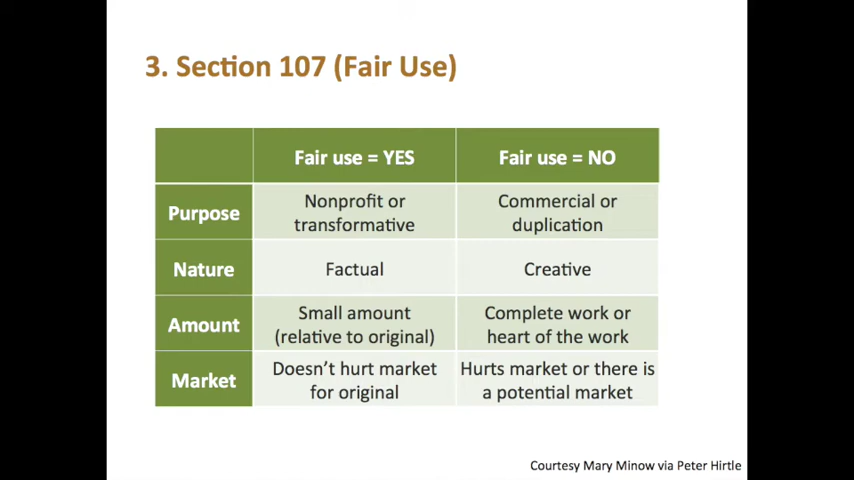 3. Section 107 (Fair Use)
Fair use = YES
Fair use = NO
Purpose
Nonprofit or
transformative
Commercial or
duplication
Nature
Factual
Creative
Amount
Small amount
(relative to original)
Complete work or
heart of the work
Market
Doesn't hurt market
for original
Hurts market or there is
a potential market
Courtesy Mary Minow via Peter Hirtle